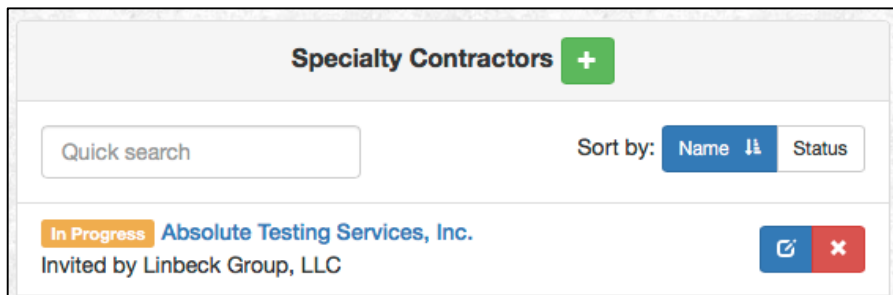 Specialty Contractors +
Quick search
Sort by: Name Status
In Progress Absolute Testing Services, Inc.
Invited by Linbeck Group, LLC